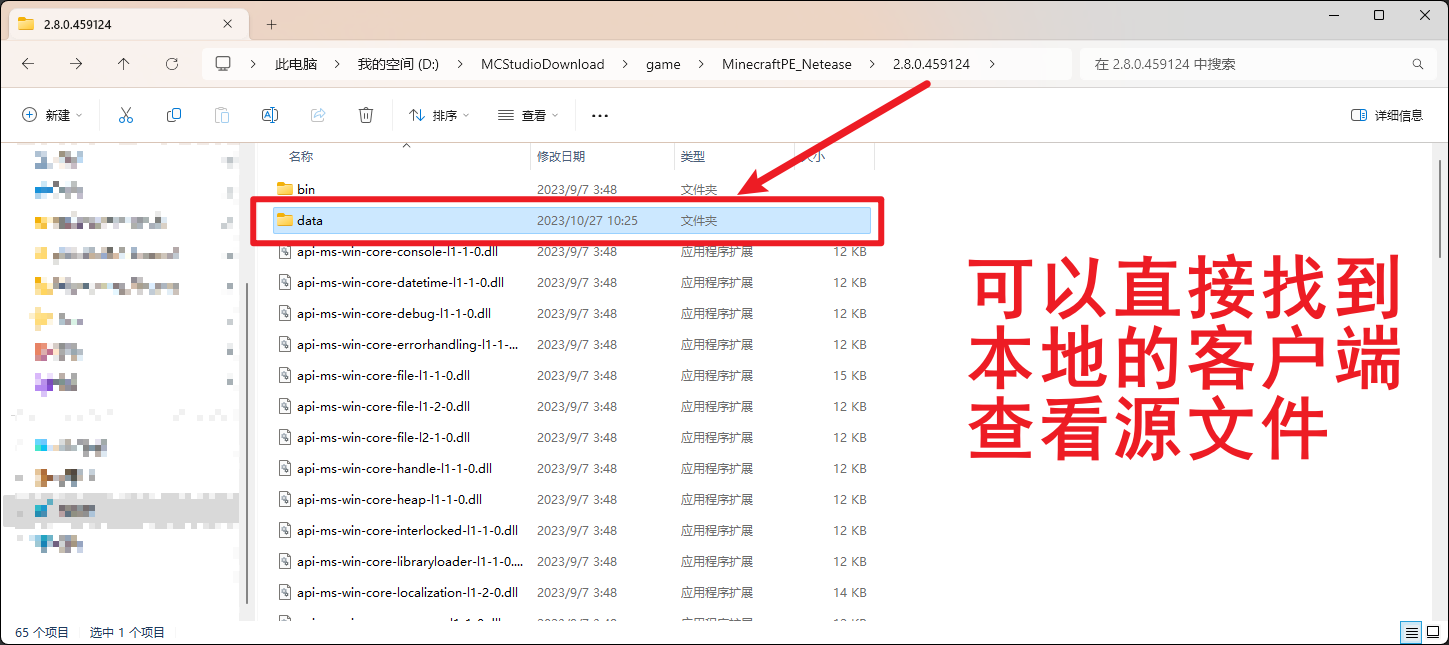 2.8.0.459124
此电脑 我的空间 (D:) MCStudioDownload game MinecraftPE_Netease 2.8.0.459124
在 2.8.0.459124 中搜索
新建 排序 查看 详细信息
名称 修改日期 类型 大小
bin 2023/9/7 3:48 文件夹
data 2023/10/27 10:25 文件夹
api-ms-win-core-console-l1-1-0.dll 2023/9/7 3:48 应用程序扩展 12 KB
api-ms-win-core-datetime-l1-1-0.dll 2023/9/7 3:48 应用程序扩展 12 KB
api-ms-win-core-debug-l1-1-0.dll 2023/9/7 3:48 应用程序扩展 12 KB
api-ms-win-core-errorhandling-l1-1-... 2023/9/7 3:48 应用程序扩展 12 KB
api-ms-win-core-file-l1-1-0.dll 2023/9/7 3:48 应用程序扩展 15 KB
api-ms-win-core-file-l1-2-0.dll 2023/9/7 3:48 应用程序扩展 12 KB
api-ms-win-core-file-l2-1-0.dll 2023/9/7 3:48 应用程序扩展 12 KB
api-ms-win-core-handle-l1-1-0.dll 2023/9/7 3:48 应用程序扩展 12 KB
api-ms-win-core-heap-l1-1-0.dll 2023/9/7 3:48 应用程序扩展 12 KB
api-ms-win-core-interlocked-l1-1-0.dll 2023/9/7 3:48 应用程序扩展 12 KB
api-ms-win-core-libraryloader-l1-1-0.... 2023/9/7 3:48 应用程序扩展 12 KB
api-ms-win-core-localization-l1-2-0.dll 2023/9/7 3:48 应用程序扩展 14 KB
可以直接找到
本地的客户端
查看源文件
65 个项目 选中 1 个项目